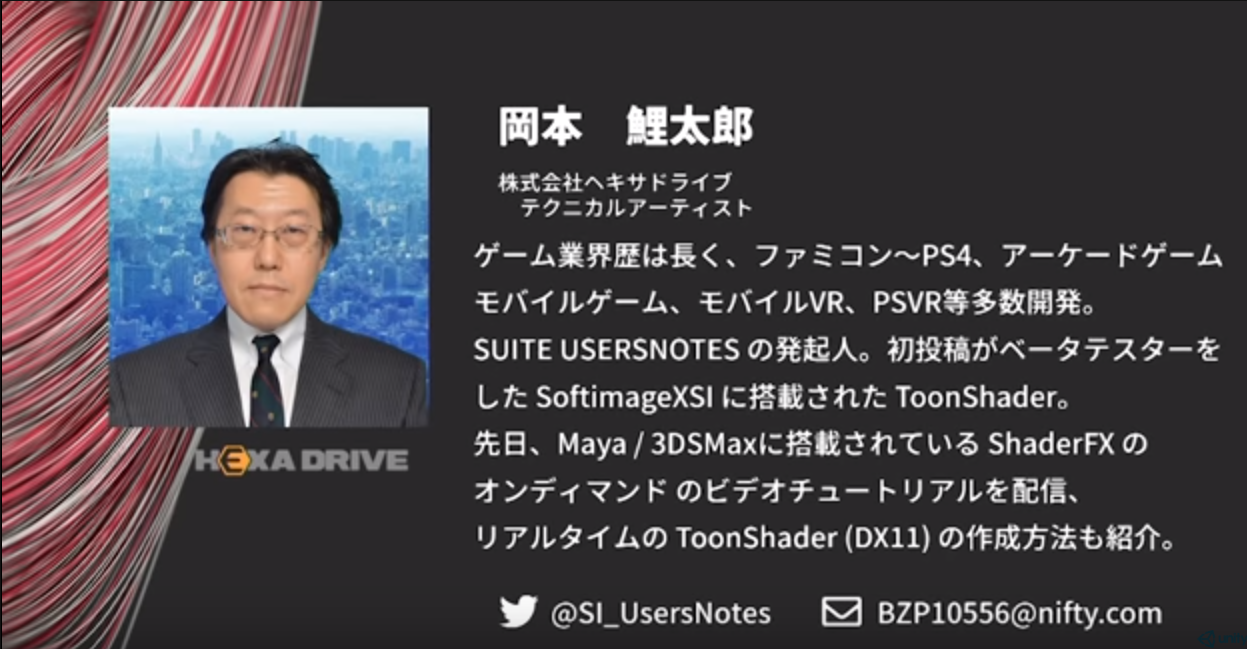 岡本　鯉太郎
株式会社ヘキサドライブ
テクニカルアーティスト
ゲーム業界歴は長く、ファミコン〜PS4、アーケードゲーム
モバイルゲーム、モバイルVR、PSVR等多数開発。
SUITE USERSNOTES の発起人。初投稿がベータテスターを
した SoftimageXSI に搭載された ToonShader。
先日、Maya / 3DSMaxに搭載されている ShaderFX の
オンディマンド のビデオチュートリアルを配信、
リアルタイムの ToonShader (DX11) の作成方法も紹介。
HEXA DRIVE
@SI_UsersNotes BZP10556@nifty.com